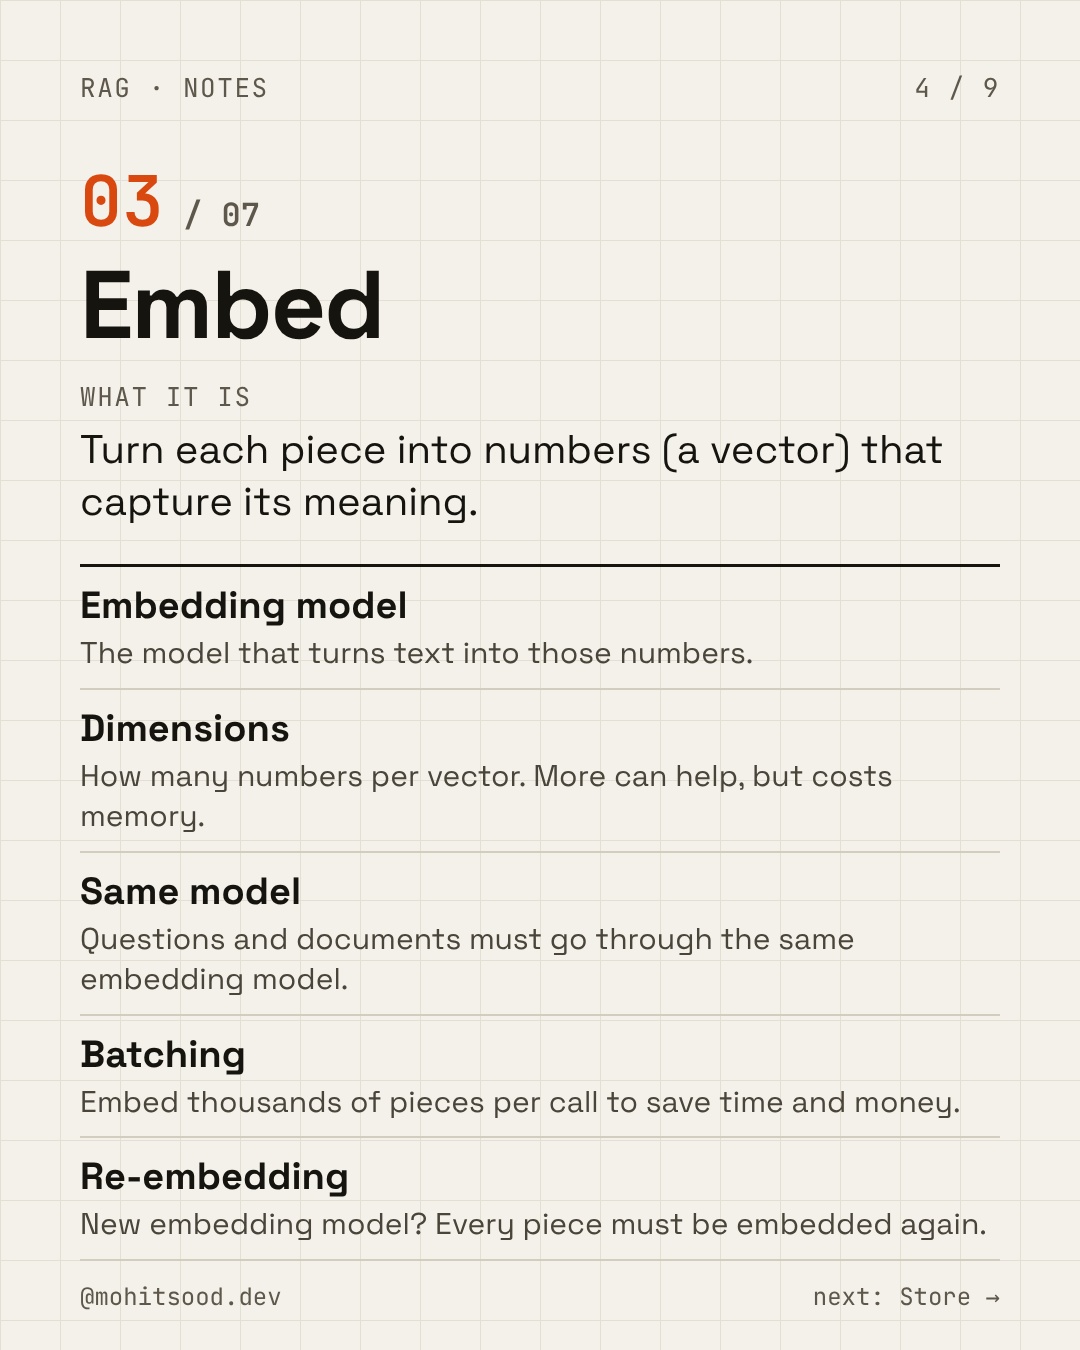 RAG · NOTES
4 / 9
03 / 07
Embed
WHAT IT IS
Turn each piece into numbers (a vector) that
capture its meaning.
Embedding model
The model that turns text into those numbers.
Dimensions
How many numbers per vector. More can help, but costs
memory.
Same model
Questions and documents must go through the same
embedding model.
Batching
Embed thousands of pieces per call to save time and money.
Re-embedding
New embedding model? Every piece must be embedded again.
@mohitsood.dev
next: Store →